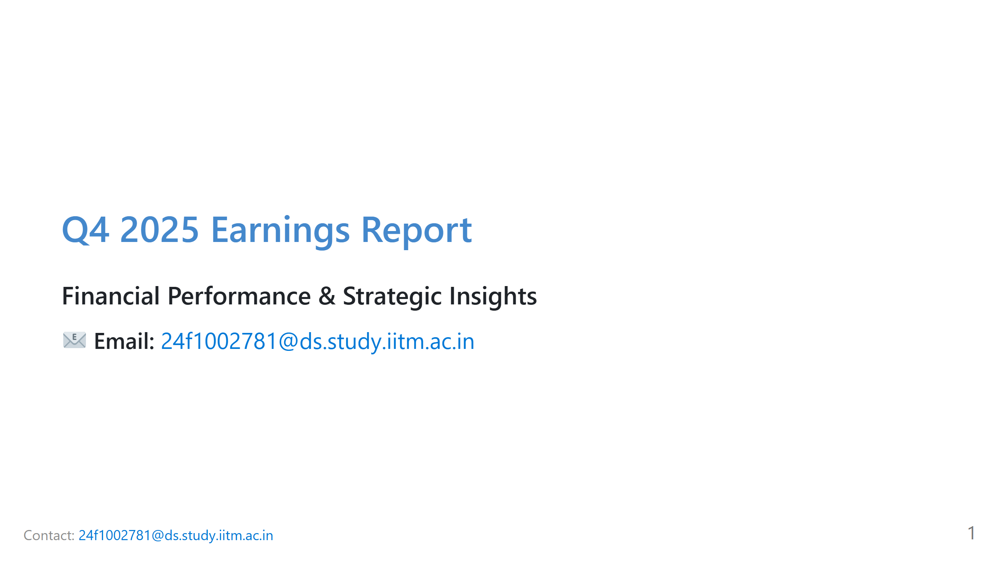 Q4 2025 Earnings Report
Financial Performance & Strategic Insights
📧 Email: 24f1002781@ds.study.iitm.ac.in
Contact: 24f1002781@ds.study.iitm.ac.in
1